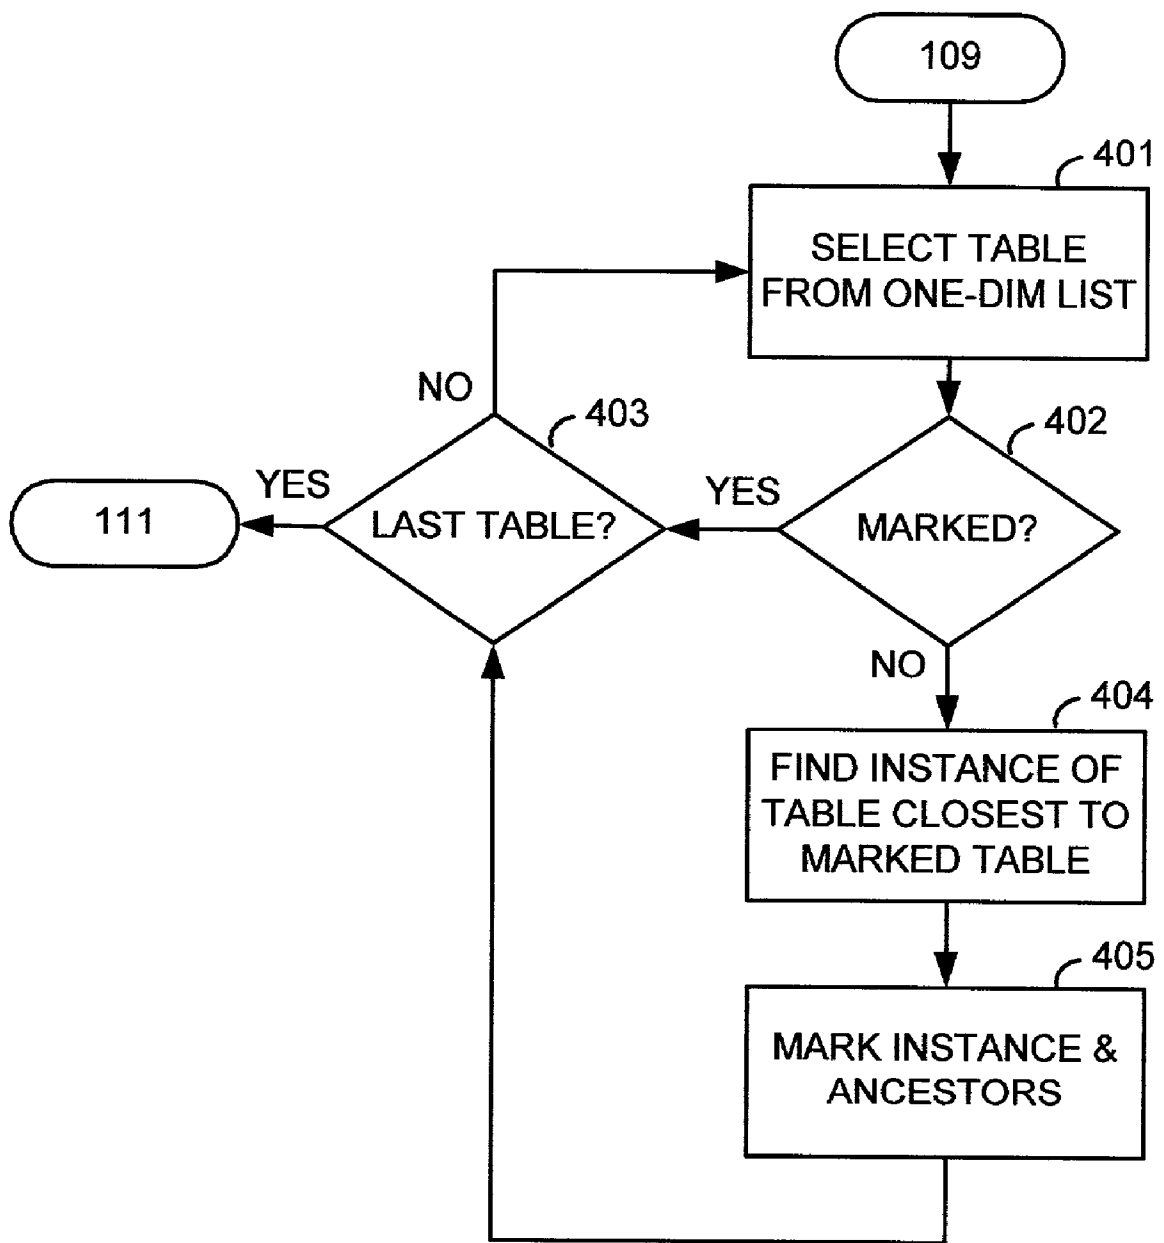 109
401
SELECT TABLE
FROM ONE-DIM LIST
NO
403
402
YES
111
LAST TABLE?
YES
MARKED?
NO
404
FIND INSTANCE OF
TABLE CLOSEST TO
MARKED TABLE
405
MARK INSTANCE &
ANCESTORS